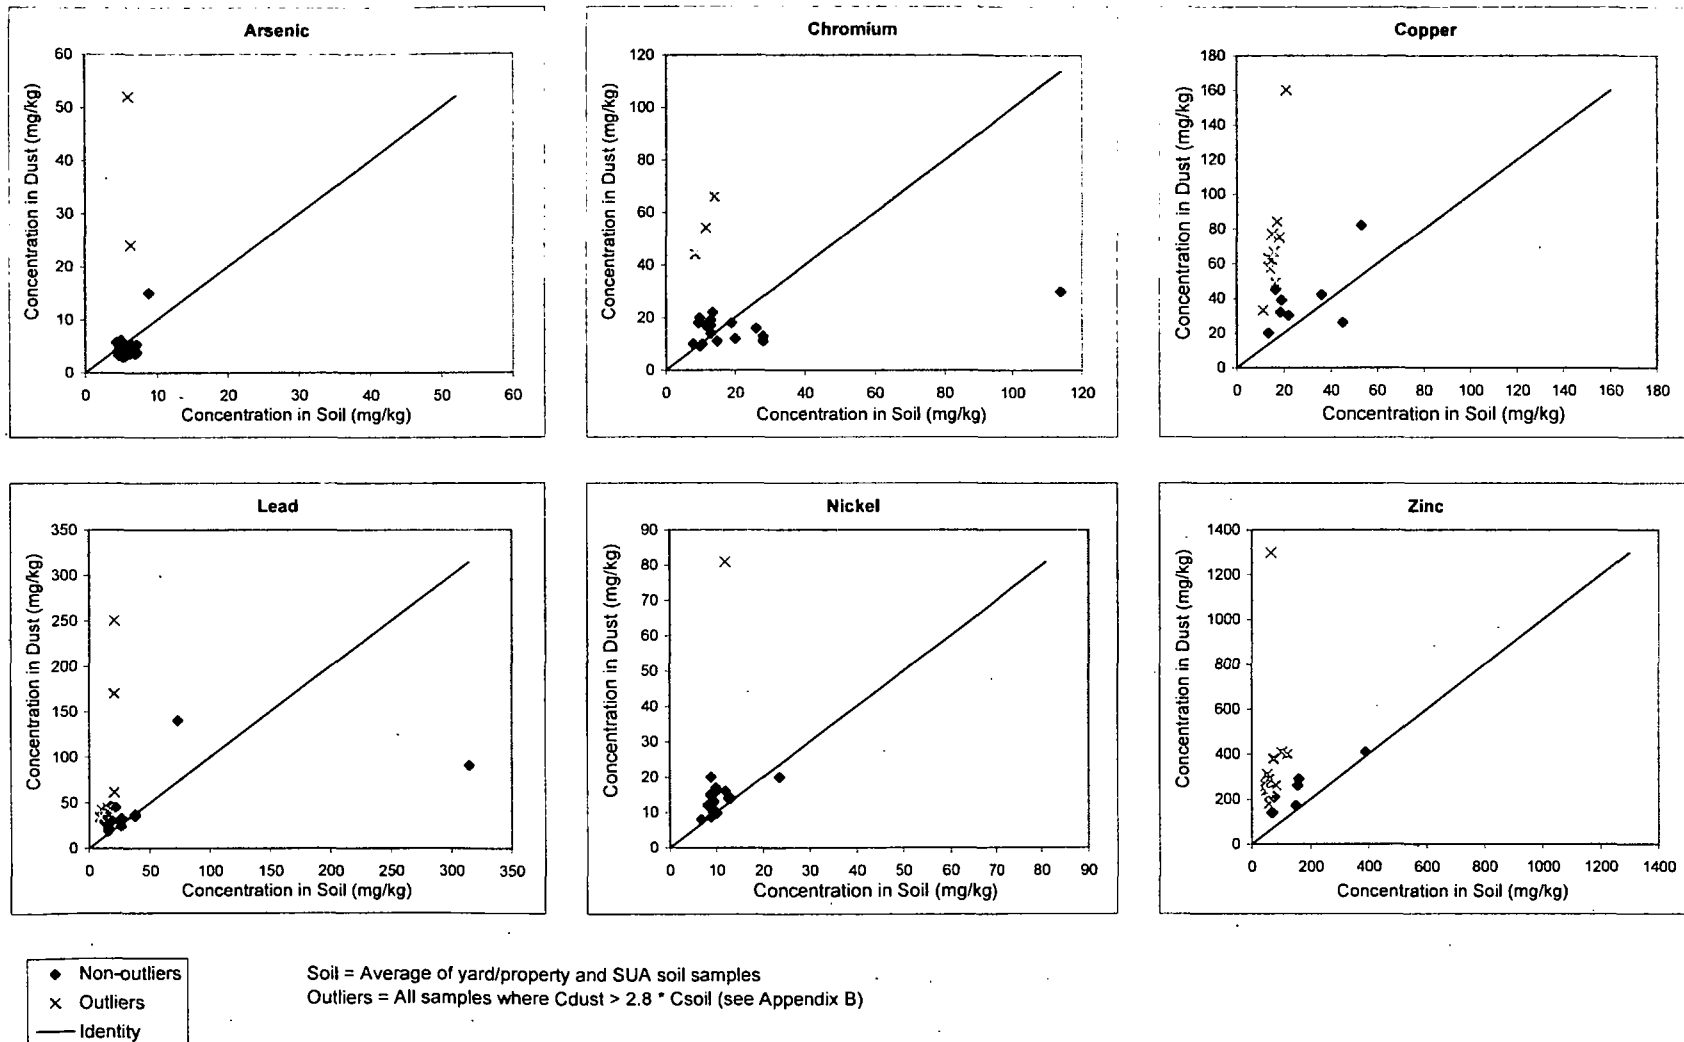 Arsenic
60
50
40
30
20
10
0
Concentration in Dust (mg/kg)
0 10 20 30 40 50 60
Concentration in Soil (mg/kg)
Chromium
120
100
80
60
40
20
0
Concentration in Dust (mg/kg)
0 20 40 60 80 100 120
Concentration in Soil (mg/kg)
Copper
180
160
140
120
100
80
60
40
20
0
Concentration in Dust (mg/kg)
0 20 40 60 80 100 120 140 160 180
Concentration in Soil (mg/kg)
Lead
350
300
250
200
150
100
50
0
Concentration in Dust (mg/kg)
0 50 100 150 200 250 300 350
Concentration in Soil (mg/kg)
Nickel
90
80
70
60
50
40
30
20
10
0
Concentration in Dust (mg/kg)
0 10 20 30 40 50 60 70 80 90
Concentration in Soil (mg/kg)
Zinc
1400
1200
1000
800
600
400
200
0
Concentration in Dust (mg/kg)
0 200 400 600 800 1000 1200 1400
Concentration in Soil (mg/kg)
Non-outliers
Outliers
Identity
Soil = Average of yard/property and SUA soil samples
Outliers = All samples where Cdust > 2.8 * Csoil (see Appendix B)